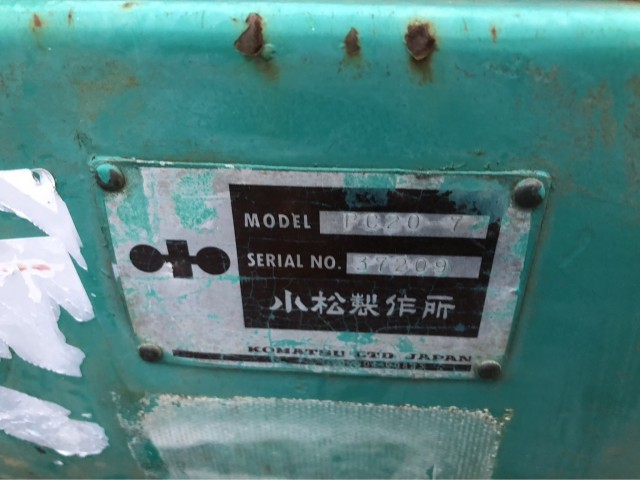 MODEL PC20-7
SERIAL NO. 37209
小松製作所
KOMATSU LTD. JAPAN